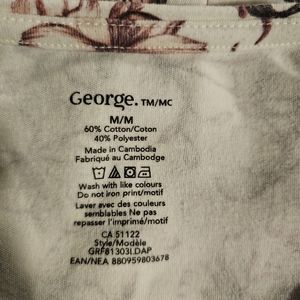 George. TM/MC
M/M
60% Cotton/Coton
40% Polyester
Made in Cambodia
Fabriqué au Cambodge
Wash with like colours
Do not iron print/motif
Laver avec des couleurs
semblables Ne pas
repasser l'imprimé/motif
CA 51122
Style/Modèle
GRF81303LDAP
EAN/NEA 880959803678